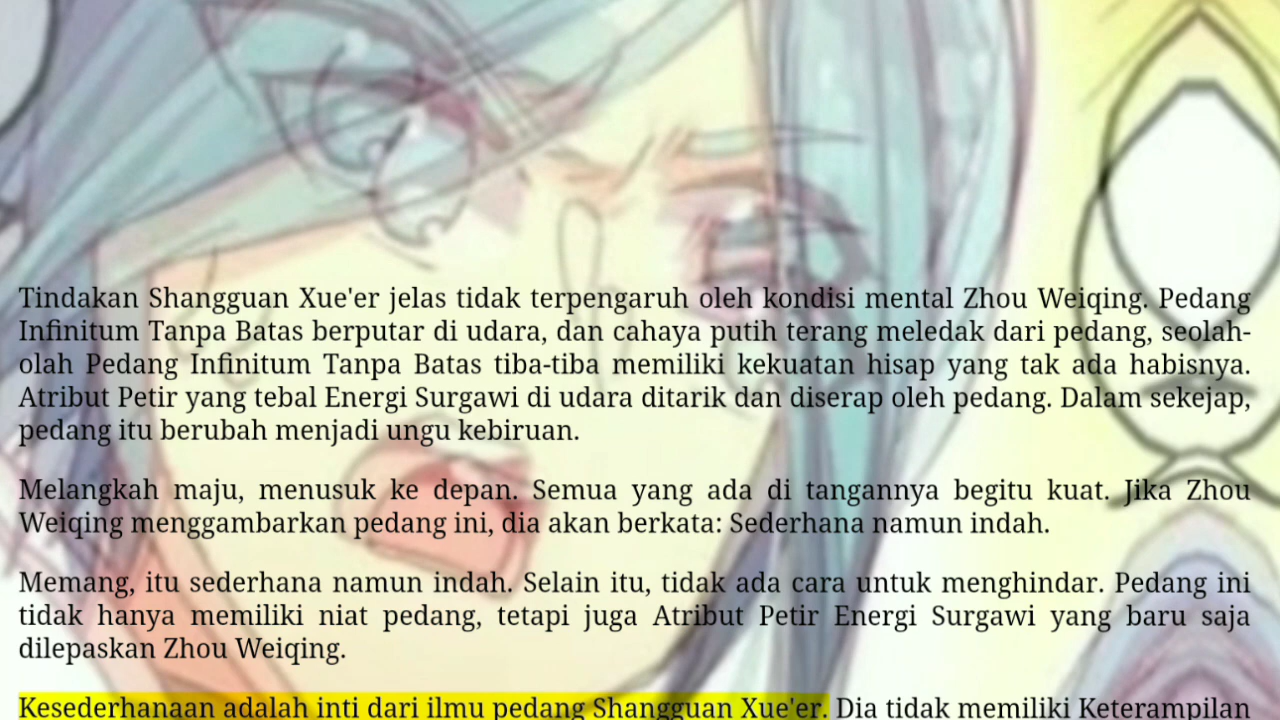 Tindakan Shangguan Xue'er jelas tidak terpengaruh oleh kondisi mental Zhou Weiqing. Pedang
Infinitum Tanpa Batas berputar di udara, dan cahaya putih terang meledak dari pedang, seolah-
olah Pedang Infinitum Tanpa Batas tiba-tiba memiliki kekuatan hisap yang tak ada habisnya.
Atribut Petir yang tebal Energi Surgawi di udara ditarik dan diserap oleh pedang. Dalam sekejap,
pedang itu berubah menjadi ungu kebiruan.
Melangkah maju, menusuk ke depan. Semua yang ada di tangannya begitu kuat. Jika Zhou
Weiqing menggambarkan pedang ini, dia akan berkata: Sederhana namun indah.
Memang, itu sederhana namun indah. Selain itu, tidak ada cara untuk menghindar. Pedang ini
tidak hanya memiliki niat pedang, tetapi juga Atribut Petir Energi Surgawi yang baru saja
dilepaskan Zhou Weiqing.
Kesederhanaan adalah inti dari ilmu pedang Shangguan Xue'er. Dia tidak memiliki Keterampilan